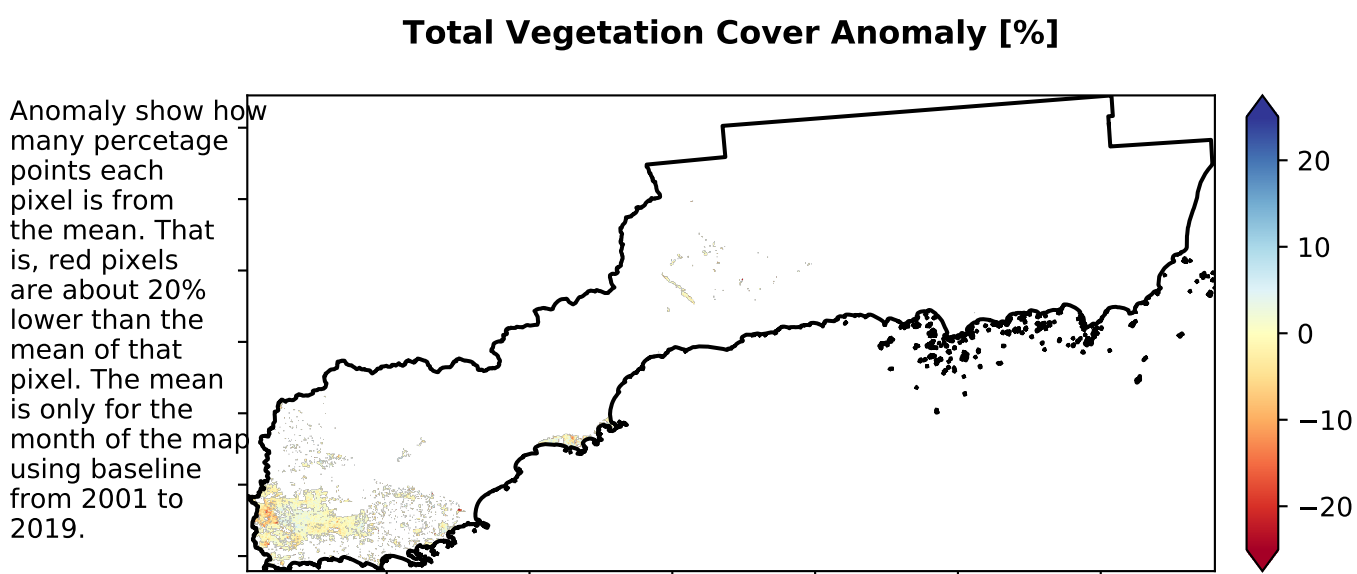 Total Vegetation Cover Anomaly [%]
Anomaly show how
many percetage
points each
pixel is from
the mean. That
is, red pixels
are about 20%
lower than the
mean of that
pixel. The mean
is only for the
month of the map
using baseline
from 2001 to
2019.
20
10
0
−10
−20